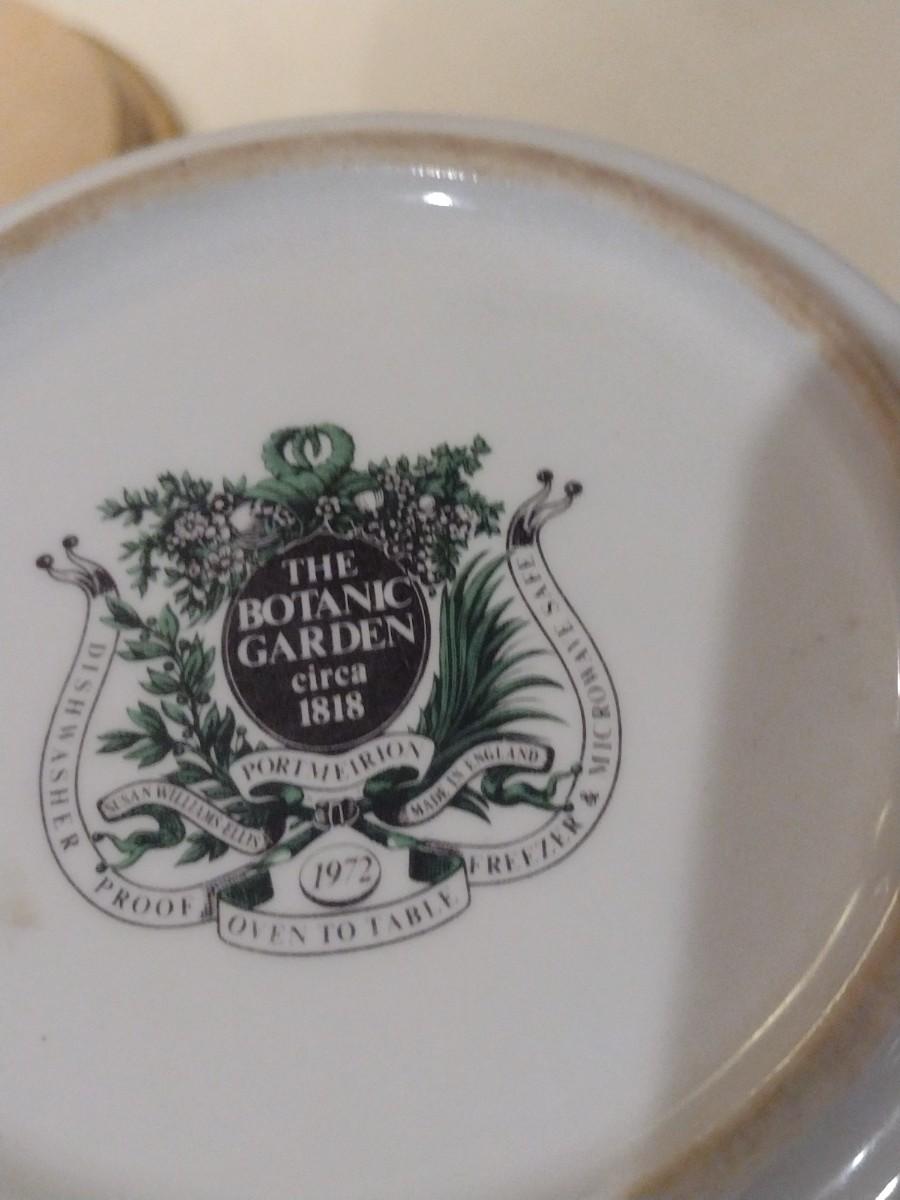 THE
BOTANIC
GARDEN
circa
1818
PORTMEIRION
SUSAN WILLIAMS-ELLIS
MADE IN ENGLAND
1972
DISHWASHER
PROOF
OVEN TO TABLE
FREEZER & MICROWAVE SAFE